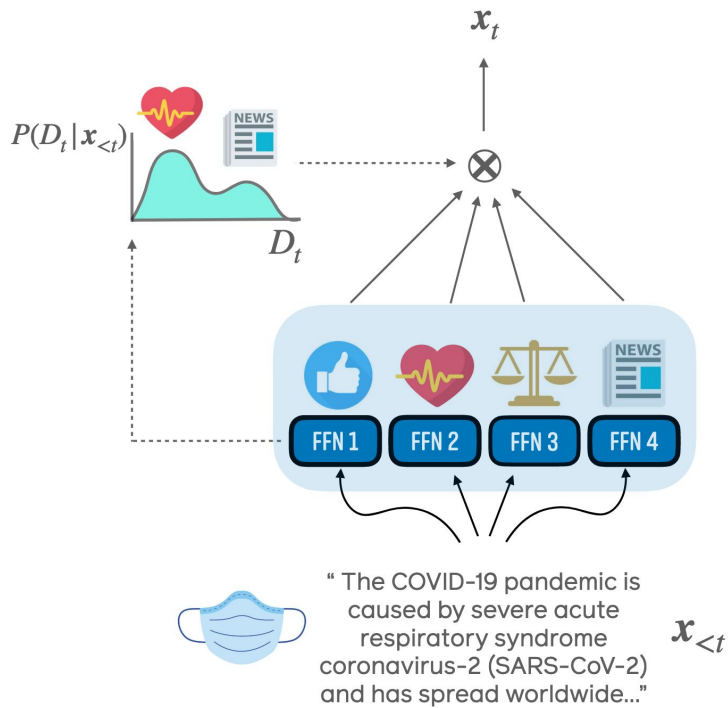 x_t
NEWS
P(D_t|x_{<t})
D_t
NEWS
FFN 1 FFN 2 FFN 3 FFN 4
“ The COVID-19 pandemic is
caused by severe acute
respiratory syndrome
coronavirus-2 (SARS-CoV-2)
and has spread worldwide...”
x_{<t}